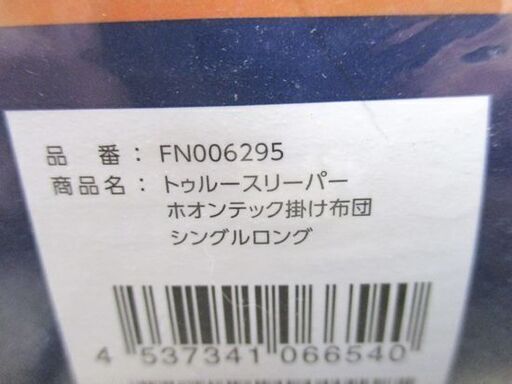 品 番：FN006295
商品名：トゥルースリーパー
ホオンテック掛け布団
シングルロング
4 537341 066540